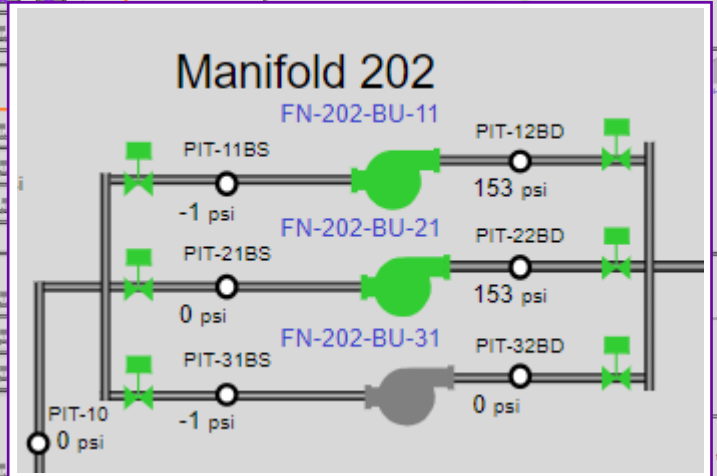 Manifold 202
FN-202-BU-11
PIT-11BS
PIT-12BD
-1 psi
153 psi
FN-202-BU-21
PIT-21BS
PIT-22BD
0 psi
153 psi
FN-202-BU-31
PIT-31BS
PIT-32BD
-1 psi
0 psi
PIT-10
0 psi